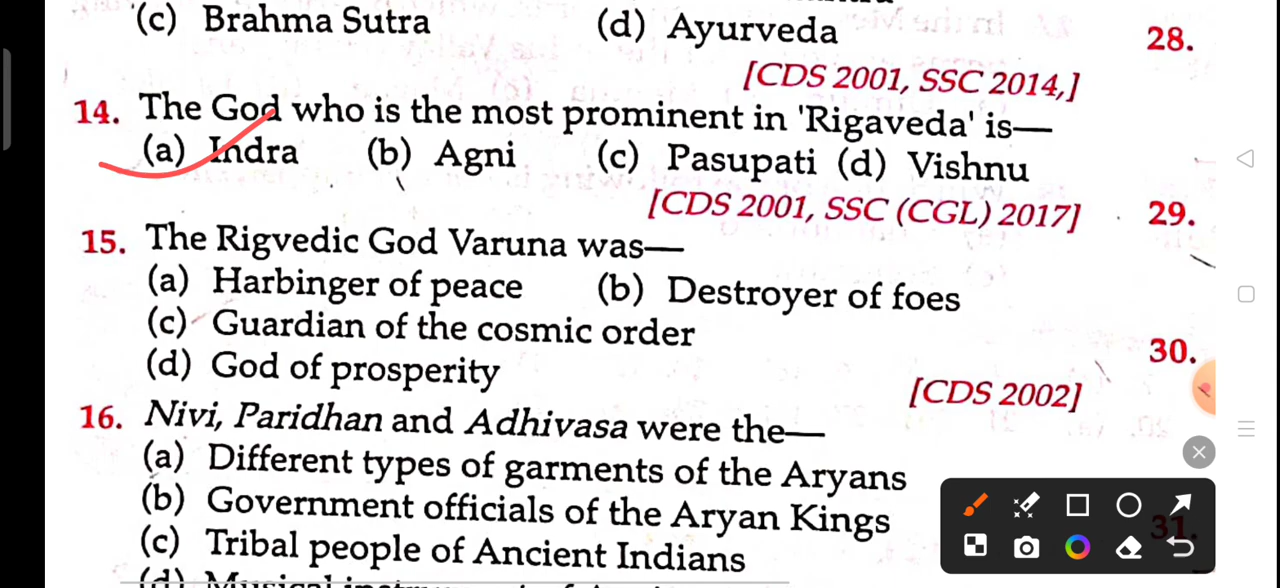 (c) Brahma Sutra (d) Ayurveda
[CDS 2001, SSC 2014,]
14. The God who is the most prominent in 'Rigaveda' is—
(a) Indra (b) Agni (c) Pasupati (d) Vishnu
[CDS 2001, SSC (CGL) 2017]
15. The Rigvedic God Varuna was—
(a) Harbinger of peace (b) Destroyer of foes
(c) Guardian of the cosmic order
(d) God of prosperity
[CDS 2002]
16. Nivi, Paridhan and Adhivasa were the—
(a) Different types of garments of the Aryans
(b) Government officials of the Aryan Kings
(c) Tribal people of Ancient Indians
(d) Musical
28.
29.
30.
31.